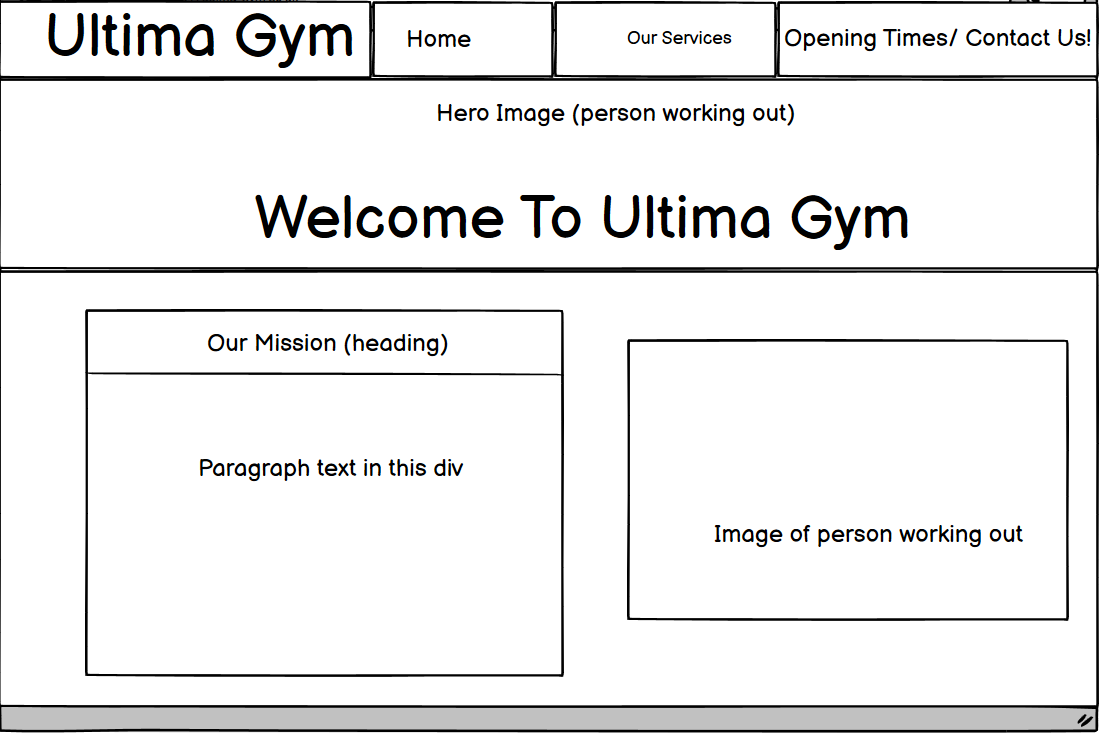 Ultima Gym
Home
Our Services
Opening Times/ Contact Us!
Hero Image (person working out)
Welcome To Ultima Gym
Our Mission (heading)
Paragraph text in this div
Image of person working out